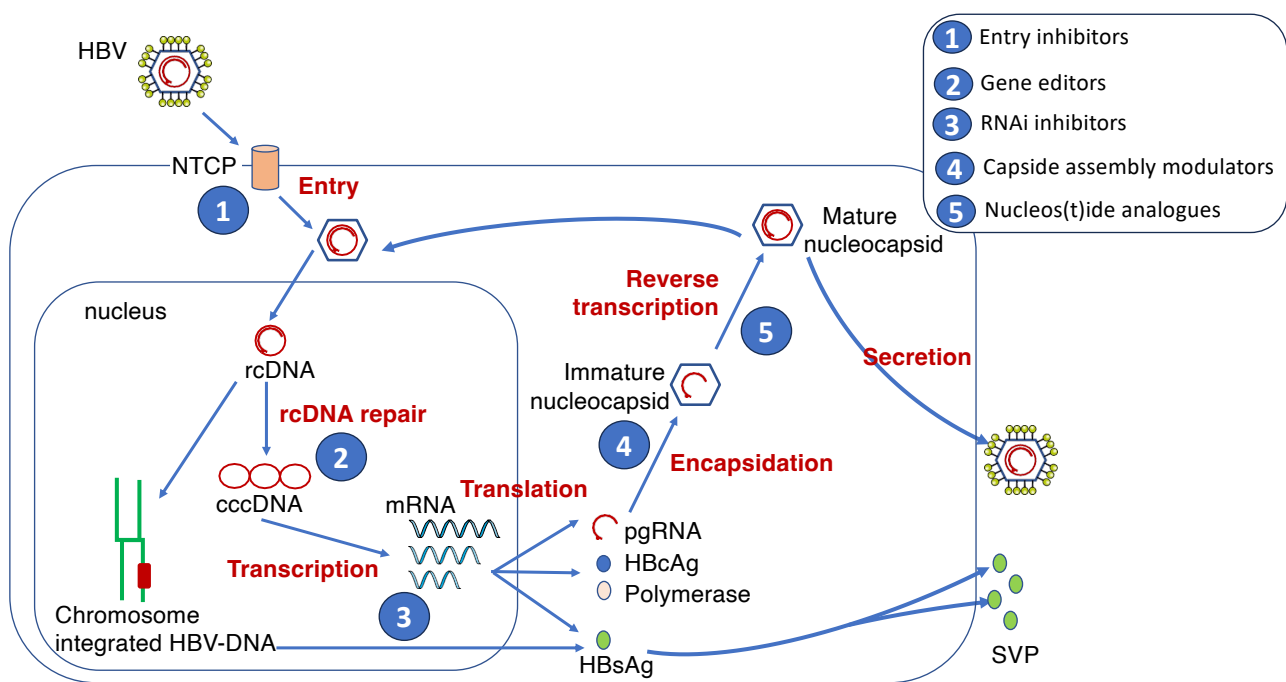 HBV
1 Entry inhibitors
2 Gene editors
3 RNAi inhibitors
4 Capside assembly modulators
5 Nucleos(t)ide analogues
NTCP
1
Entry
Mature
nucleocapsid
Reverse
transcription
5
nucleus
rcDNA
Immature
nucleocapsid
Secretion
rcDNA repair
2
4
Encapsidation
cccDNA
mRNA
Translation
pgRNA
HBcAg
Polymerase
Transcription
3
Chromosome
integrated HBV-DNA
HBsAg
SVP